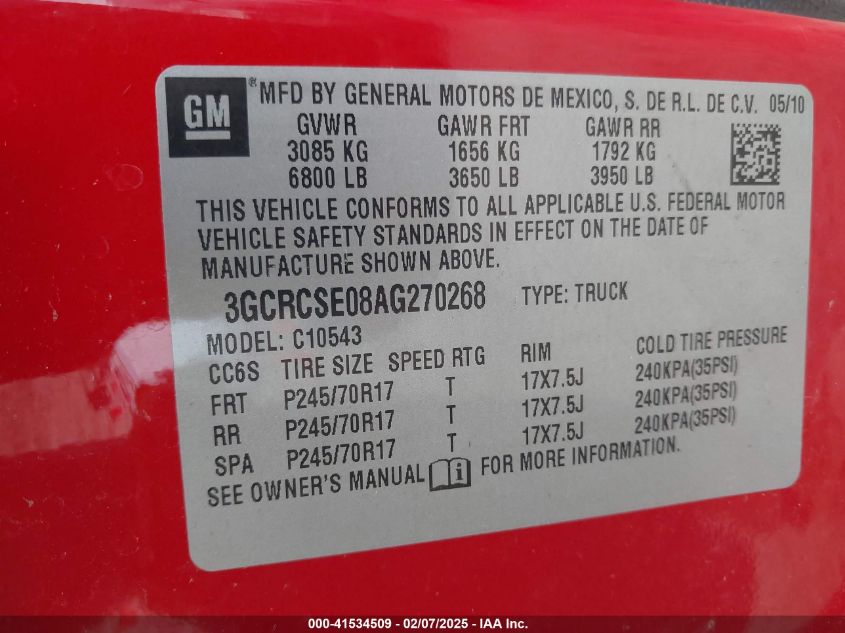 GM
® MFD BY GENERAL MOTORS DE MEXICO, S. DE R.L. DE C.V. 05/10
GVWR GAWR FRT GAWR RR
3085 KG 1656 KG 1792 KG
6800 LB 3650 LB 3950 LB
THIS VEHICLE CONFORMS TO ALL APPLICABLE U.S. FEDERAL MOTOR
VEHICLE SAFETY STANDARDS IN EFFECT ON THE DATE OF
MANUFACTURE SHOWN ABOVE.
3GCRCSE08AG270268 TYPE: TRUCK
MODEL: C10543
CC6S TIRE SIZE SPEED RTG RIM COLD TIRE PRESSURE
FRT P245/70R17 T 17X7.5J 240KPA(35PSI)
RR P245/70R17 T 17X7.5J 240KPA(35PSI)
SPA P245/70R17 T 17X7.5J 240KPA(35PSI)
SEE OWNER'S MANUAL i FOR MORE INFORMATION.
000-41534509 — 02/07/2025 — IAA Inc.